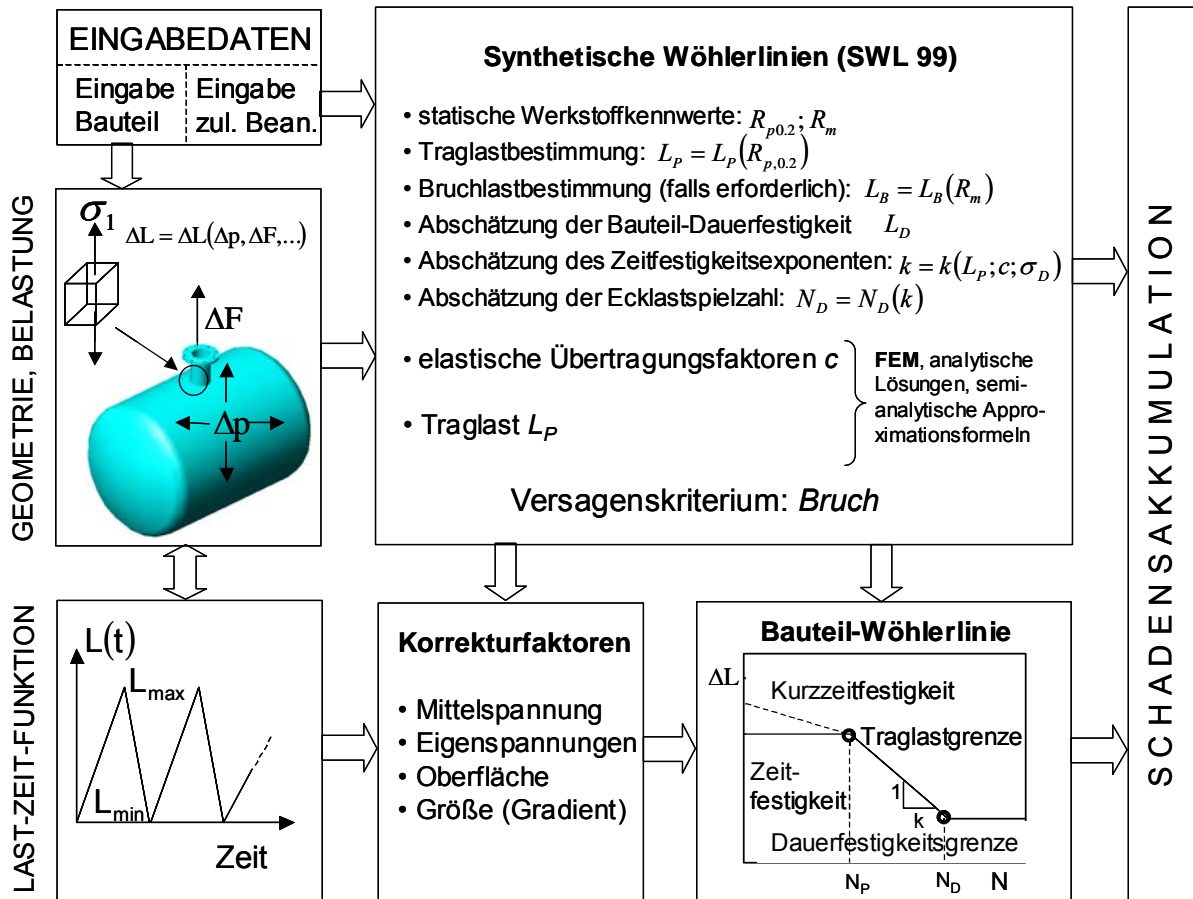 EINGABEDATEN
Eingabe
Bauteil
Eingabe
zul. Bean.
GEOMETRIE, BELASTUNG
σ₁
ΔL = ΔL(Δp, ΔF,...)
ΔF
Δp
Synthetische Wöhlerlinien (SWL 99)
• statische Werkstoffkennwerte: R_{p0.2}; R_m
• Traglastbestimmung: L_P = L_P(R_{p,0.2})
• Bruchlastbestimmung (falls erforderlich): L_B = L_B(R_m)
• Abschätzung der Bauteil-Dauerfestigkeit L_D
• Abschätzung des Zeitfestigkeitsexponenten: k = k(L_P; c; σ_D)
• Abschätzung der Ecklastspielzahl: N_D = N_D(k)
• elastische Übertragungsfaktoren c
• Traglast L_P
FEM, analytische
Lösungen, semi-
analytische Appro-
ximationsformeln
Versagenskriterium: Bruch
LAST-ZEIT-FUNKTION
L(t)
L_max
L_min
Zeit
Korrekturfaktoren
• Mittelspannung
• Eigenspannungen
• Oberfläche
• Größe (Gradient)
Bauteil-Wöhlerlinie
ΔL
Kurzzeitfestigkeit
Traglastgrenze
Zeit-
festigkeit
1
k
Dauerfestigkeitsgrenze
N_P
N_D
N
SCHADENSAKKUMULATION